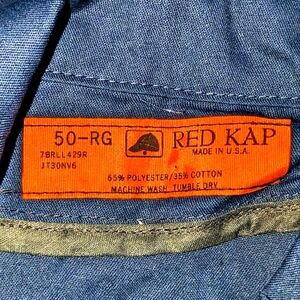 50-RG RED KAP
7BRLL429R MADE IN U.S.A.
JT30NV6
65% POLYESTER/35% COTTON
MACHINE WASH TUMBLE DRY